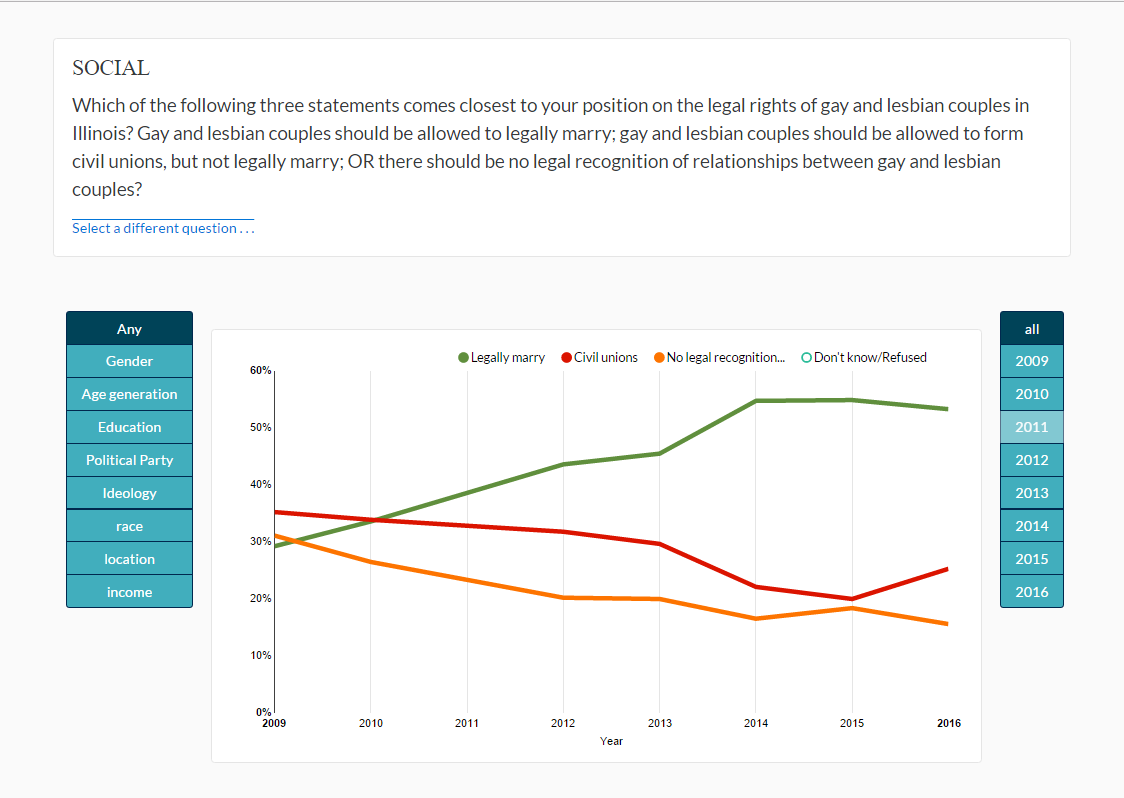 SOCIAL
Which of the following three statements comes closest to your position on the legal rights of gay and lesbian couples in
Illinois? Gay and lesbian couples should be allowed to legally marry; gay and lesbian couples should be allowed to form
civil unions, but not legally marry; OR there should be no legal recognition of relationships between gay and lesbian
couples?
Select a different question . . .
Any
Gender
Age generation
Education
Political Party
Ideology
race
location
income
Legally marry Civil unions No legal recognition... Don't know/Refused
60%
50%
40%
30%
20%
10%
0%
2009 2010 2011 2012 2013 2014 2015 2016
Year
all
2009
2010
2011
2012
2013
2014
2015
2016